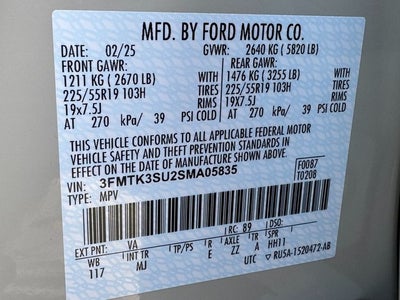 MFD. BY FORD MOTOR CO.
DATE: 02/25 GVWR: 2640 KG (5820 LB)
FRONT GAWR: REAR GAWR:
1211 KG (2670 LB) WITH 1476 KG (3255 LB) WITH
225/55R19 103H TIRES 225/55R19 103H TIRES
19x7.5J RIMS 19x7.5J RIMS
AT 270 kPa/ 39 PSI COLD AT 270 kPa/ 39 PSI COLD
THIS VEHICLE CONFORMS TO ALL APPLICABLE FEDERAL MOTOR
VEHICLE SAFETY AND THEFT PREVENTION STANDARDS IN
EFFECT ON THE DATE OF MANUFACTURE SHOWN ABOVE.
VIN: 3FMTK3SU2SMA05835 F0087
TYPE: MPV T0208
RC: 89 DSO:
EXT PNT: VA TP/PS R AXLE TR SPR
WB INT TR E ZZ A HH11
117 MJ RU5A-1520472-AB